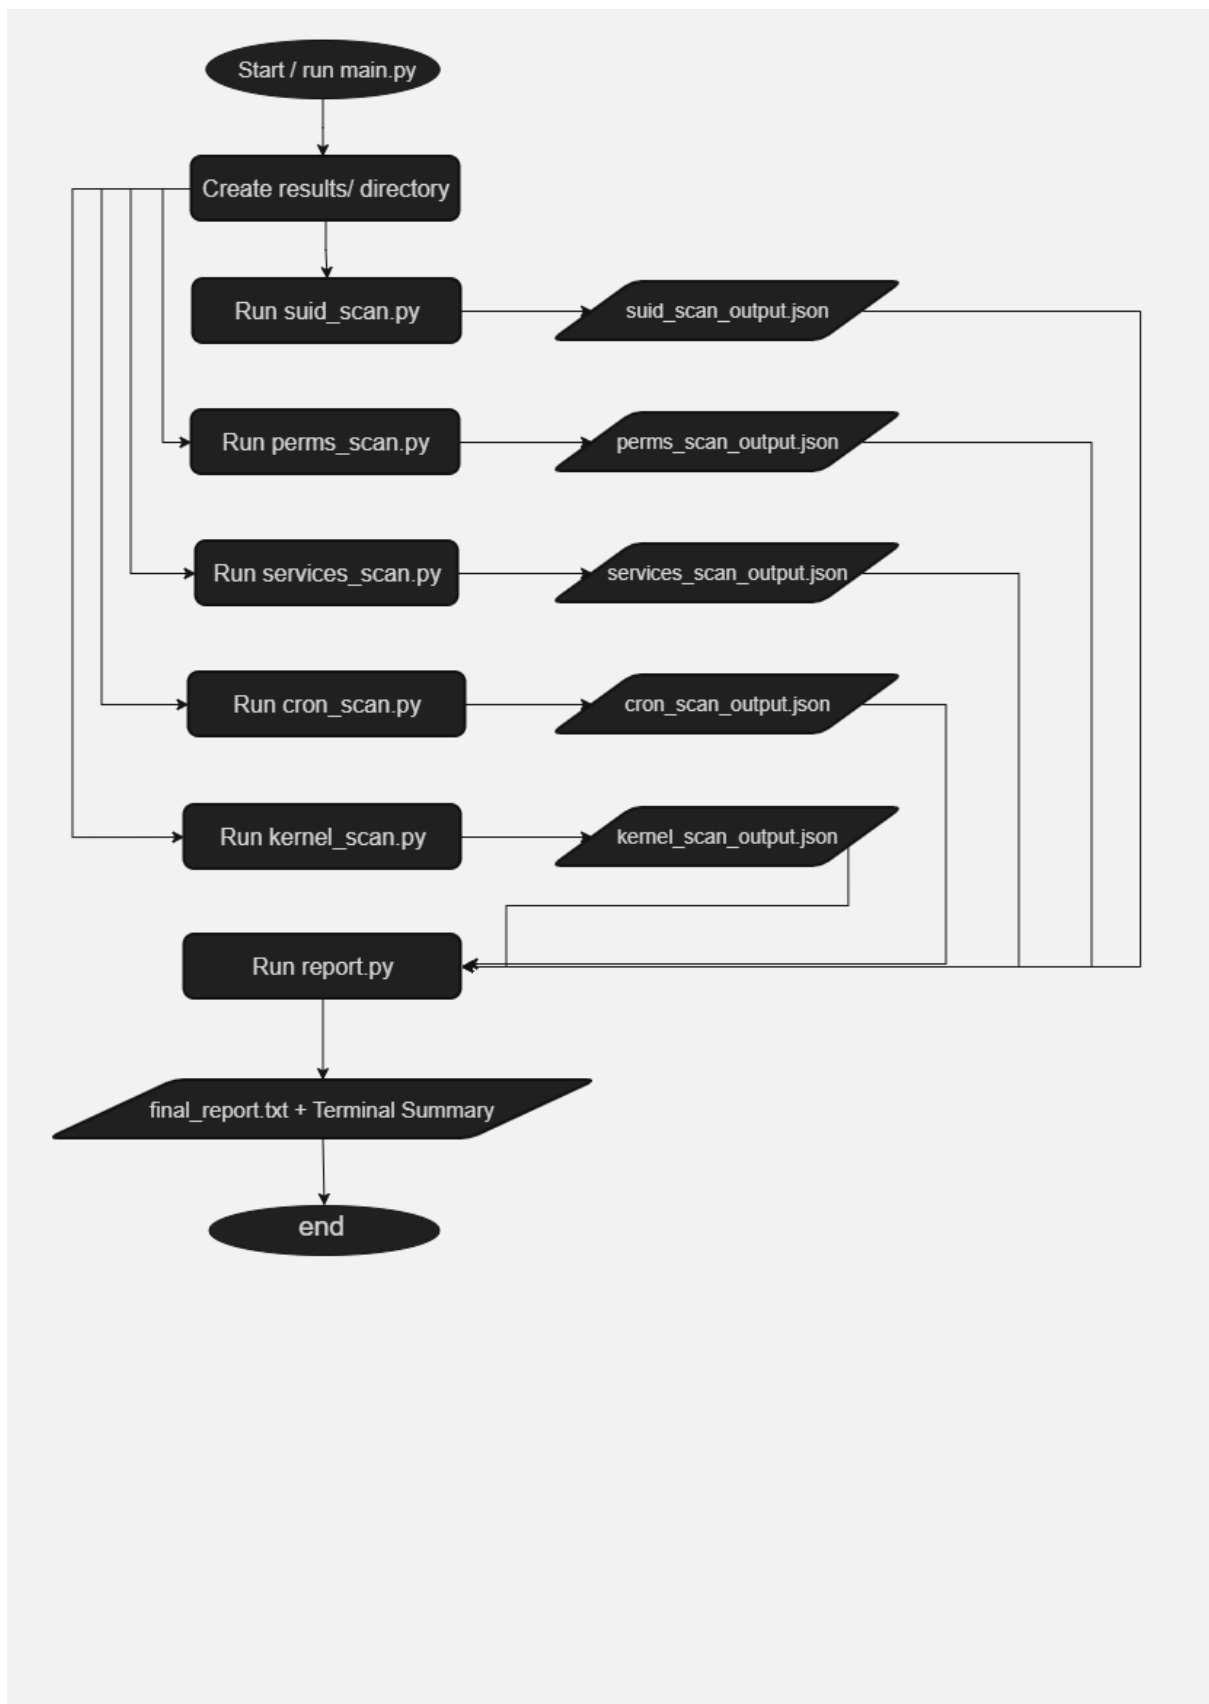 Start / run main.py
Create results/ directory
Run suid_scan.py
suid_scan_output.json
Run perms_scan.py
perms_scan_output.json
Run services_scan.py
services_scan_output.json
Run cron_scan.py
cron_scan_output.json
Run kernel_scan.py
kernel_scan_output.json
Run report.py
final_report.txt + Terminal Summary
end